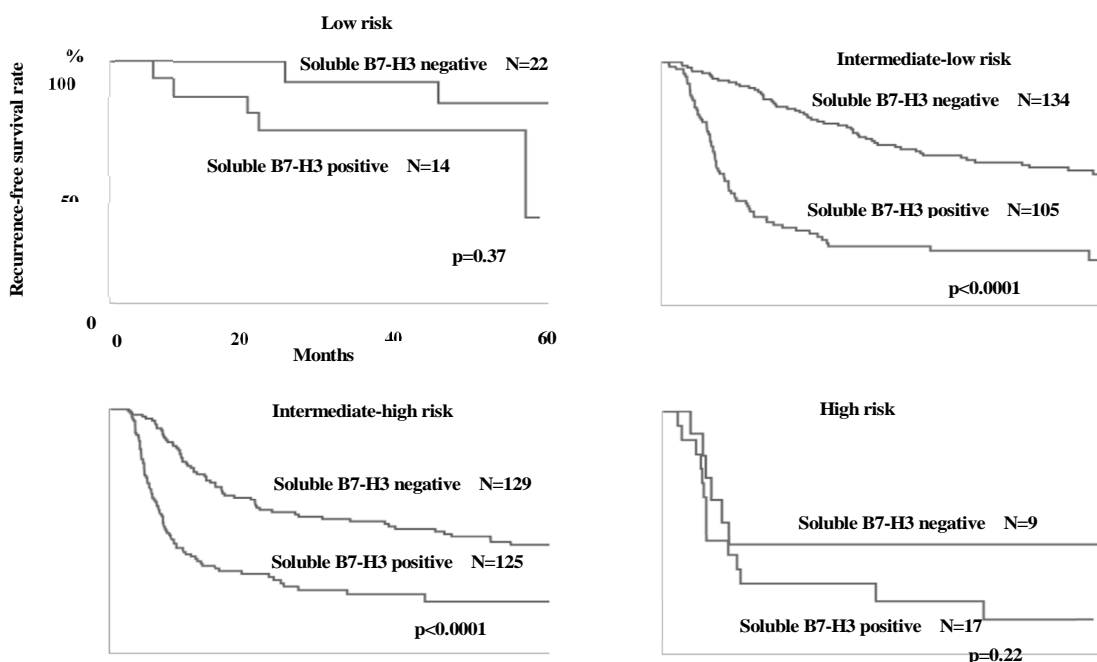 Low risk
%
100
Recurrence-free survival rate
Soluble B7-H3 negative N=22
Soluble B7-H3 positive N=14
p=0.37
0
0 20 40 60
Months
Intermediate-low risk
Soluble B7-H3 negative N=134
Soluble B7-H3 positive N=105
p<0.0001
Intermediate-high risk
Soluble B7-H3 negative N=129
Soluble B7-H3 positive N=125
p<0.0001
High risk
Soluble B7-H3 negative N=9
Soluble B7-H3 positive N=17
p=0.22